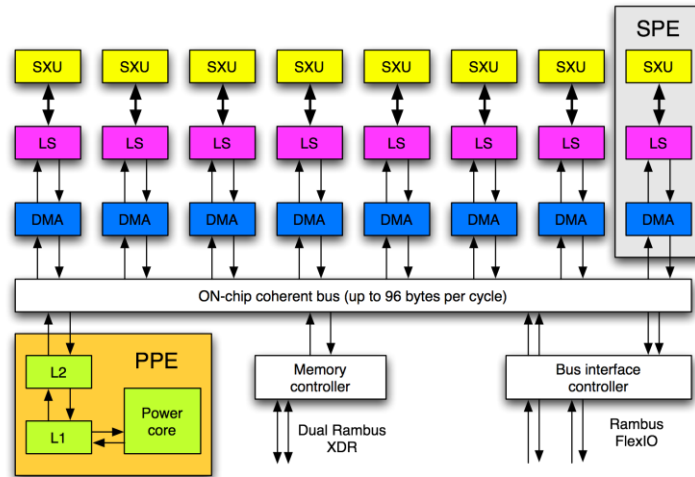 SPE
SXU SXU SXU SXU SXU SXU SXU SXU
LS LS LS LS LS LS LS LS
DMA DMA DMA DMA DMA DMA DMA DMA
ON-chip coherent bus (up to 96 bytes per cycle)
PPE
L2
L1
Power
core
Memory
controller
Dual Rambus
XDR
Bus interface
controller
Rambus
FlexIO